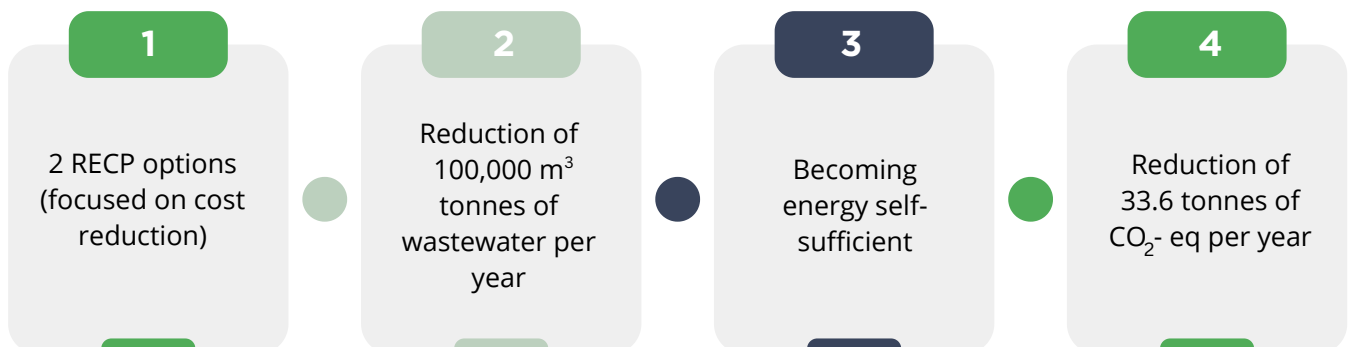 1
2 RECP options
(focused on cost
reduction)
2
Reduction of
100,000 m³
tonnes of
wastewater per
year
3
Becoming
energy self-
sufficient
4
Reduction of
33.6 tonnes of
CO₂- eq per year